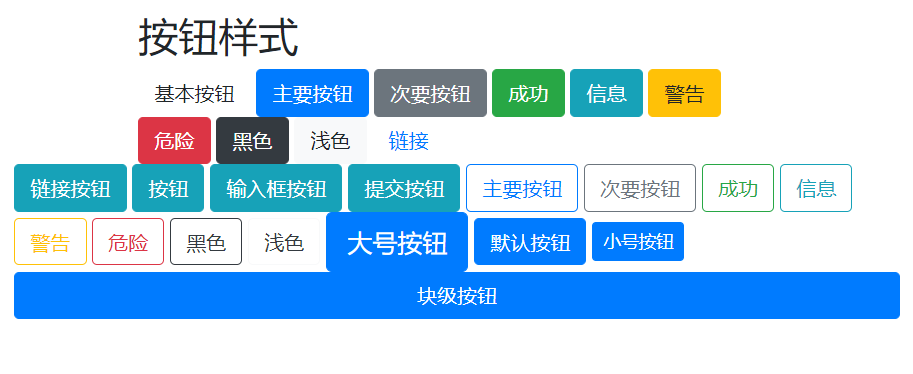 按钮样式
基本按钮 主要按钮 次要按钮 成功 信息 警告
危险 黑色 浅色 链接
链接按钮 按钮 输入框按钮 提交按钮 主要按钮 次要按钮 成功 信息
警告 危险 黑色 浅色 大号按钮 默认按钮 小号按钮
块级按钮